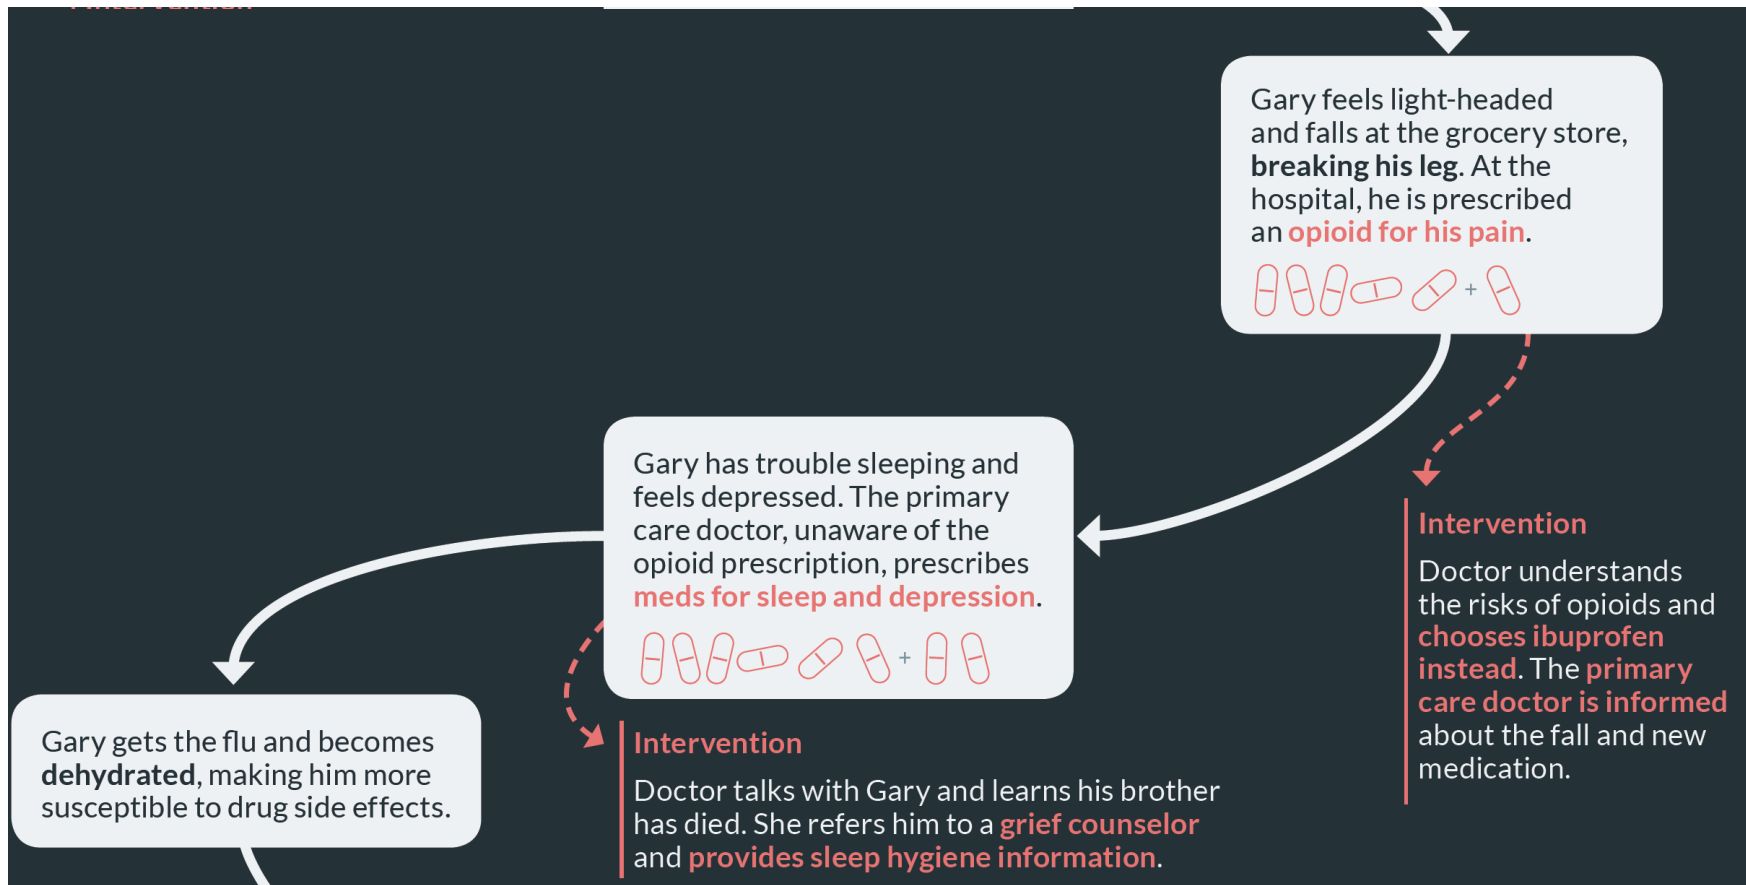 Gary feels light-headed
and falls at the grocery store,
breaking his leg. At the
hospital, he is prescribed
an opioid for his pain.
+
Gary has trouble sleeping and
feels depressed. The primary
care doctor, unaware of the
opioid prescription, prescribes
meds for sleep and depression.
+
Intervention
Doctor understands
the risks of opioids and
chooses ibuprofen
instead. The primary
care doctor is informed
about the fall and new
medication.
Gary gets the flu and becomes
dehydrated, making him more
susceptible to drug side effects.
Intervention
Doctor talks with Gary and learns his brother
has died. She refers him to a grief counselor
and provides sleep hygiene information.